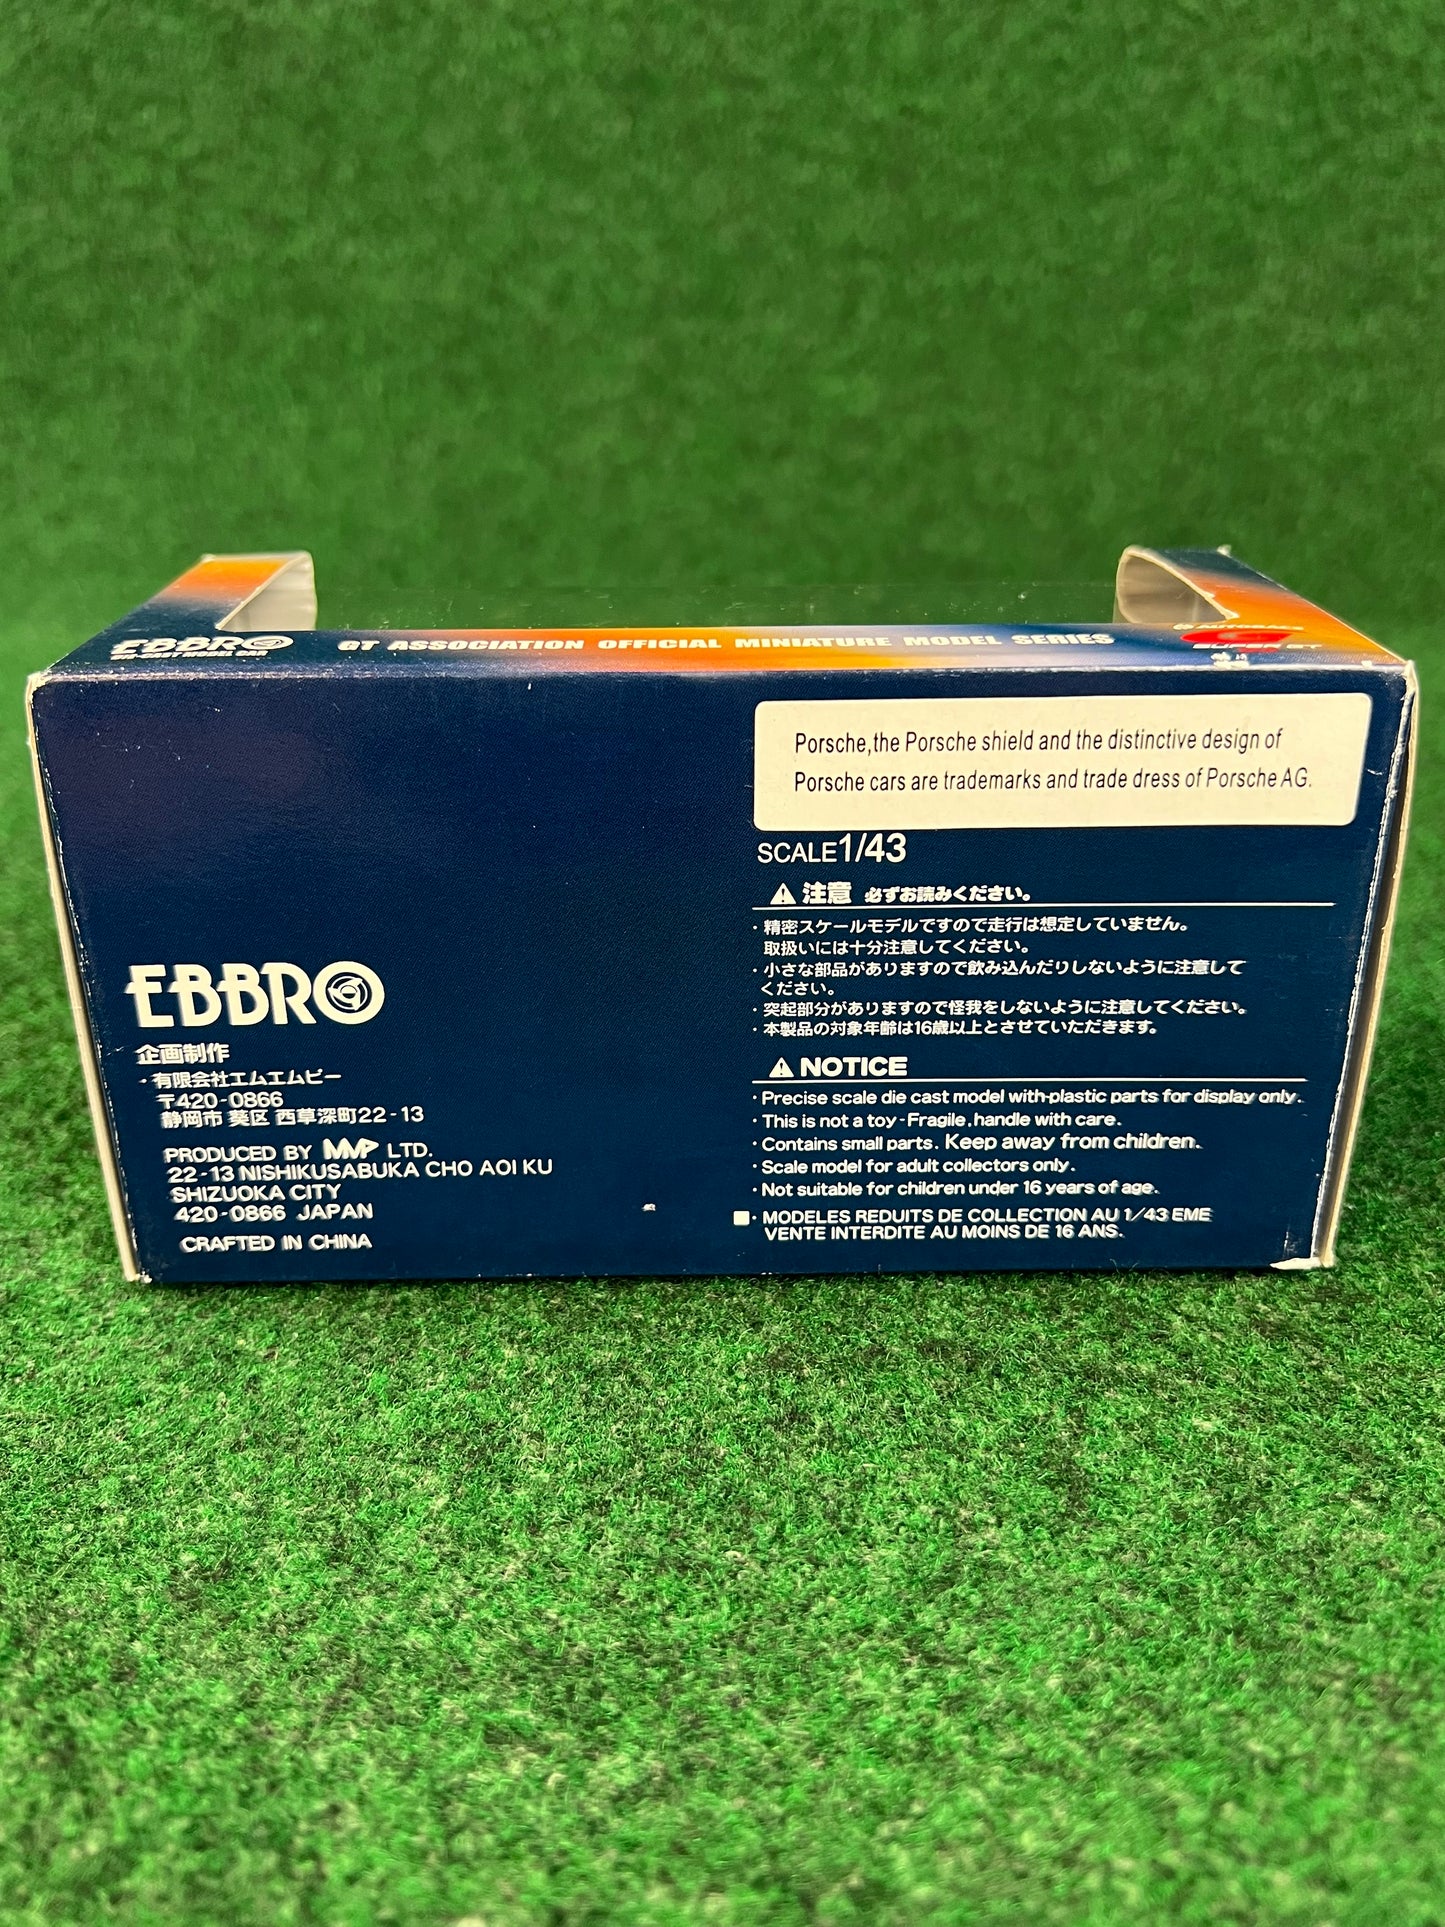 EBBRO
DIE-CAST MODEL CAR
GT ASSOCIATION OFFICIAL MINIATURE MODEL SERIES
AUTOBACS
SUPER GT
Porsche,the Porsche shield and the distinctive design of
Porsche cars are trademarks and trade dress of Porsche AG.
SCALE1/43
注意 必ずお読みください。
・精密スケールモデルですので走行は想定していません。
取扱いには十分注意してください。
・小さな部品がありますので飲み込んだりしないように注意して
ください。
・突起部分がありますので怪我をしないように注意してください。
・本製品の対象年齢は16歳以上とさせていただきます。
NOTICE
・Precise scale die cast model with-plastic parts for display only.
・This is not a toy-Fragile,handle with care.
・Contains small parts. Keep away from children.
・Scale model for adult collectors only.
・Not suitable for children under 16 years of age.
・MODELES REDUITS DE COLLECTION AU 1/43 EME
VENTE INTERDITE AU MOINS DE 16 ANS.
EBBRO
企画制作
・有限会社エムエムピー
〒420-0866
静岡市 葵区 西草深町22-13
PRODUCED BY MMP LTD.
22-13 NISHIKUSABUKA CHO AOI KU
SHIZUOKA CITY
420-0866 JAPAN
CRAFTED IN CHINA